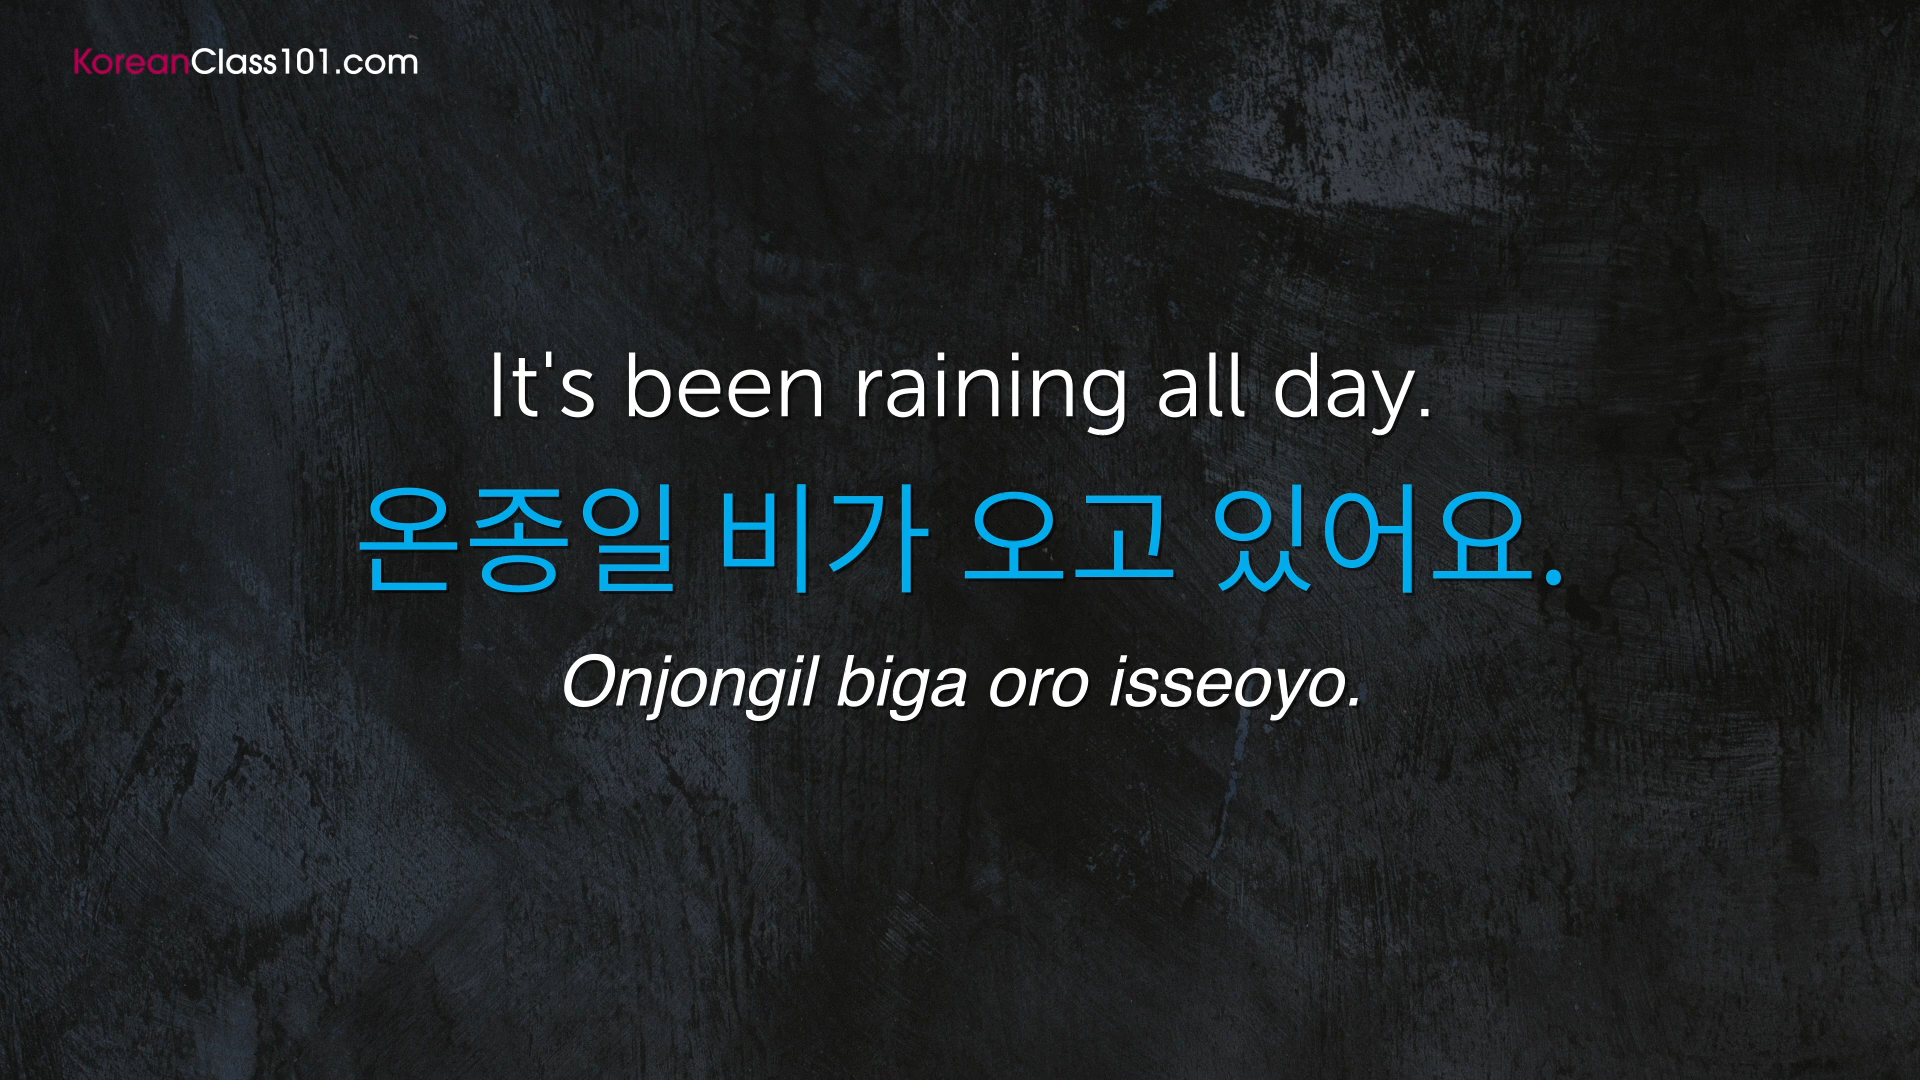 KoreanClass101.com
It's been raining all day.
온종일 비가 오고 있어요.
Onjongil biga oro isseoyo.